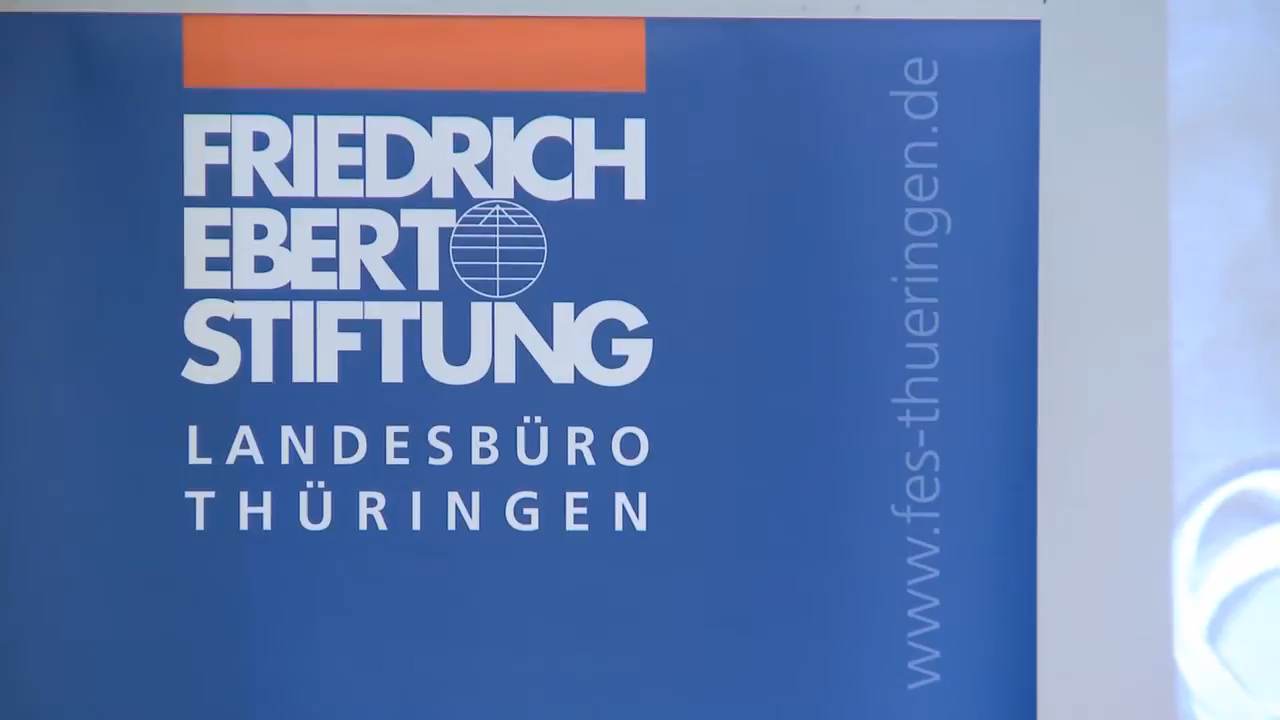 FRIEDRICH
EBERT
STIFTUNG
LANDESBÜRO
THÜRINGEN
www.fes-thueringen.de